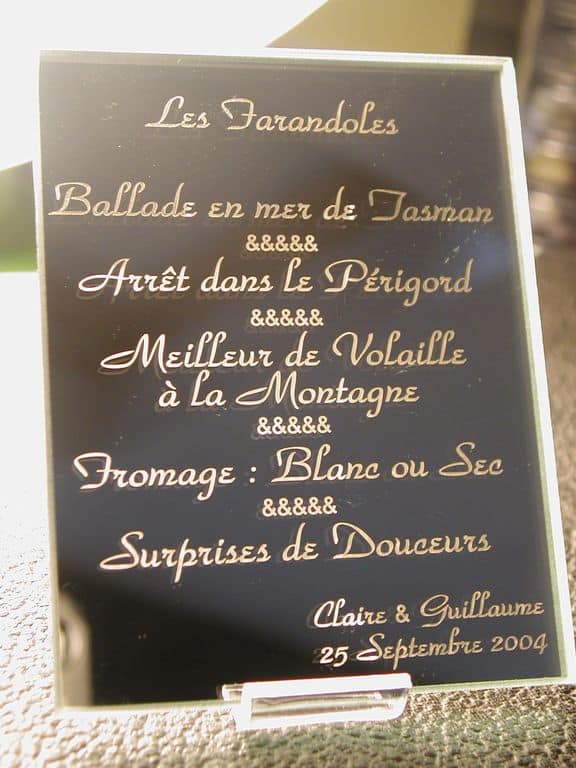 Les Farandoles
Ballade en mer de Tasman
&&&&&
Arrêt dans le Périgord
&&&&&
Meilleur de Volaille
à la Montagne
&&&&&
Fromage : Blanc ou Sec
&&&&&
Surprises de Douceurs
Claire & Guillaume
25 Septembre 2004